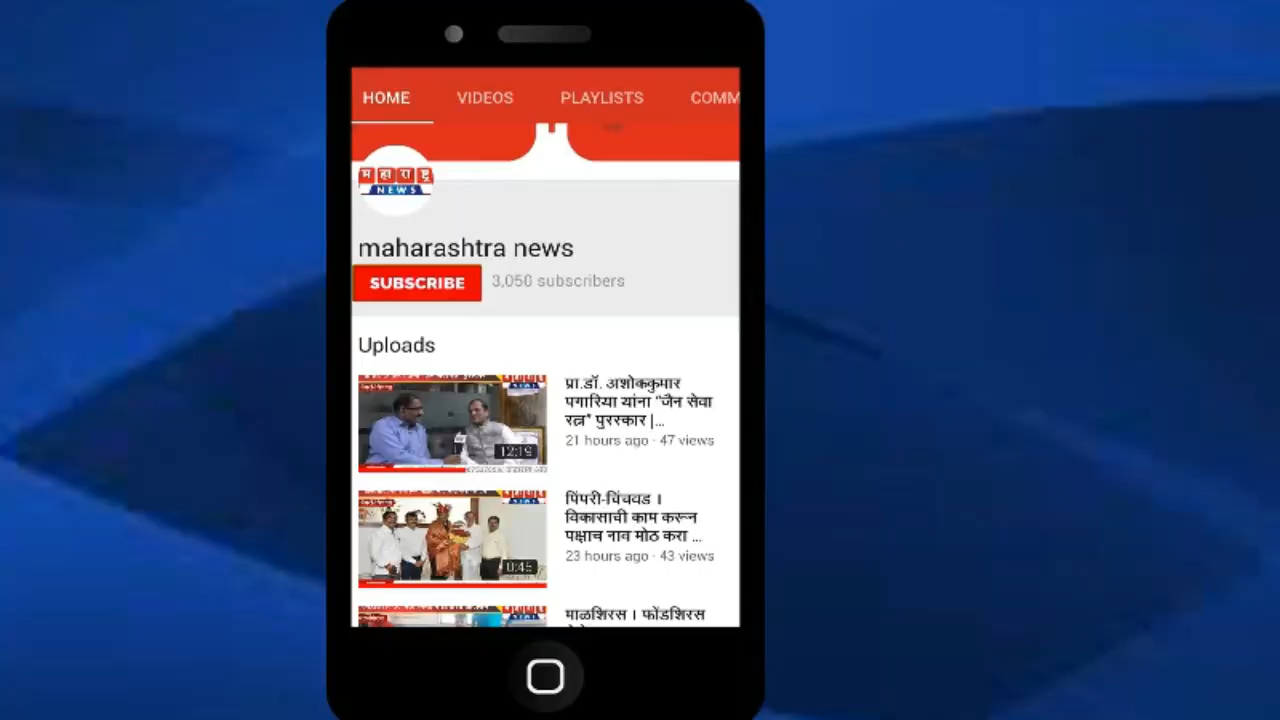 HOME VIDEOS PLAYLISTS COMM
म हा रा ष्ट्र
NEWS
maharashtra news
SUBSCRIBE 3,050 subscribers
Uploads
प्रा.डॉ. अशोककुमार
पगारिया यांना "जैन सेवा
रत्न" पुरस्कार |...
21 hours ago · 47 views
12:19
पिंपरी-चिंचवड ।
विकासाची काम करून
पक्षाच नाव मोठ करा ...
23 hours ago · 43 views
0:45
माळशिरस । फोंडशिरस